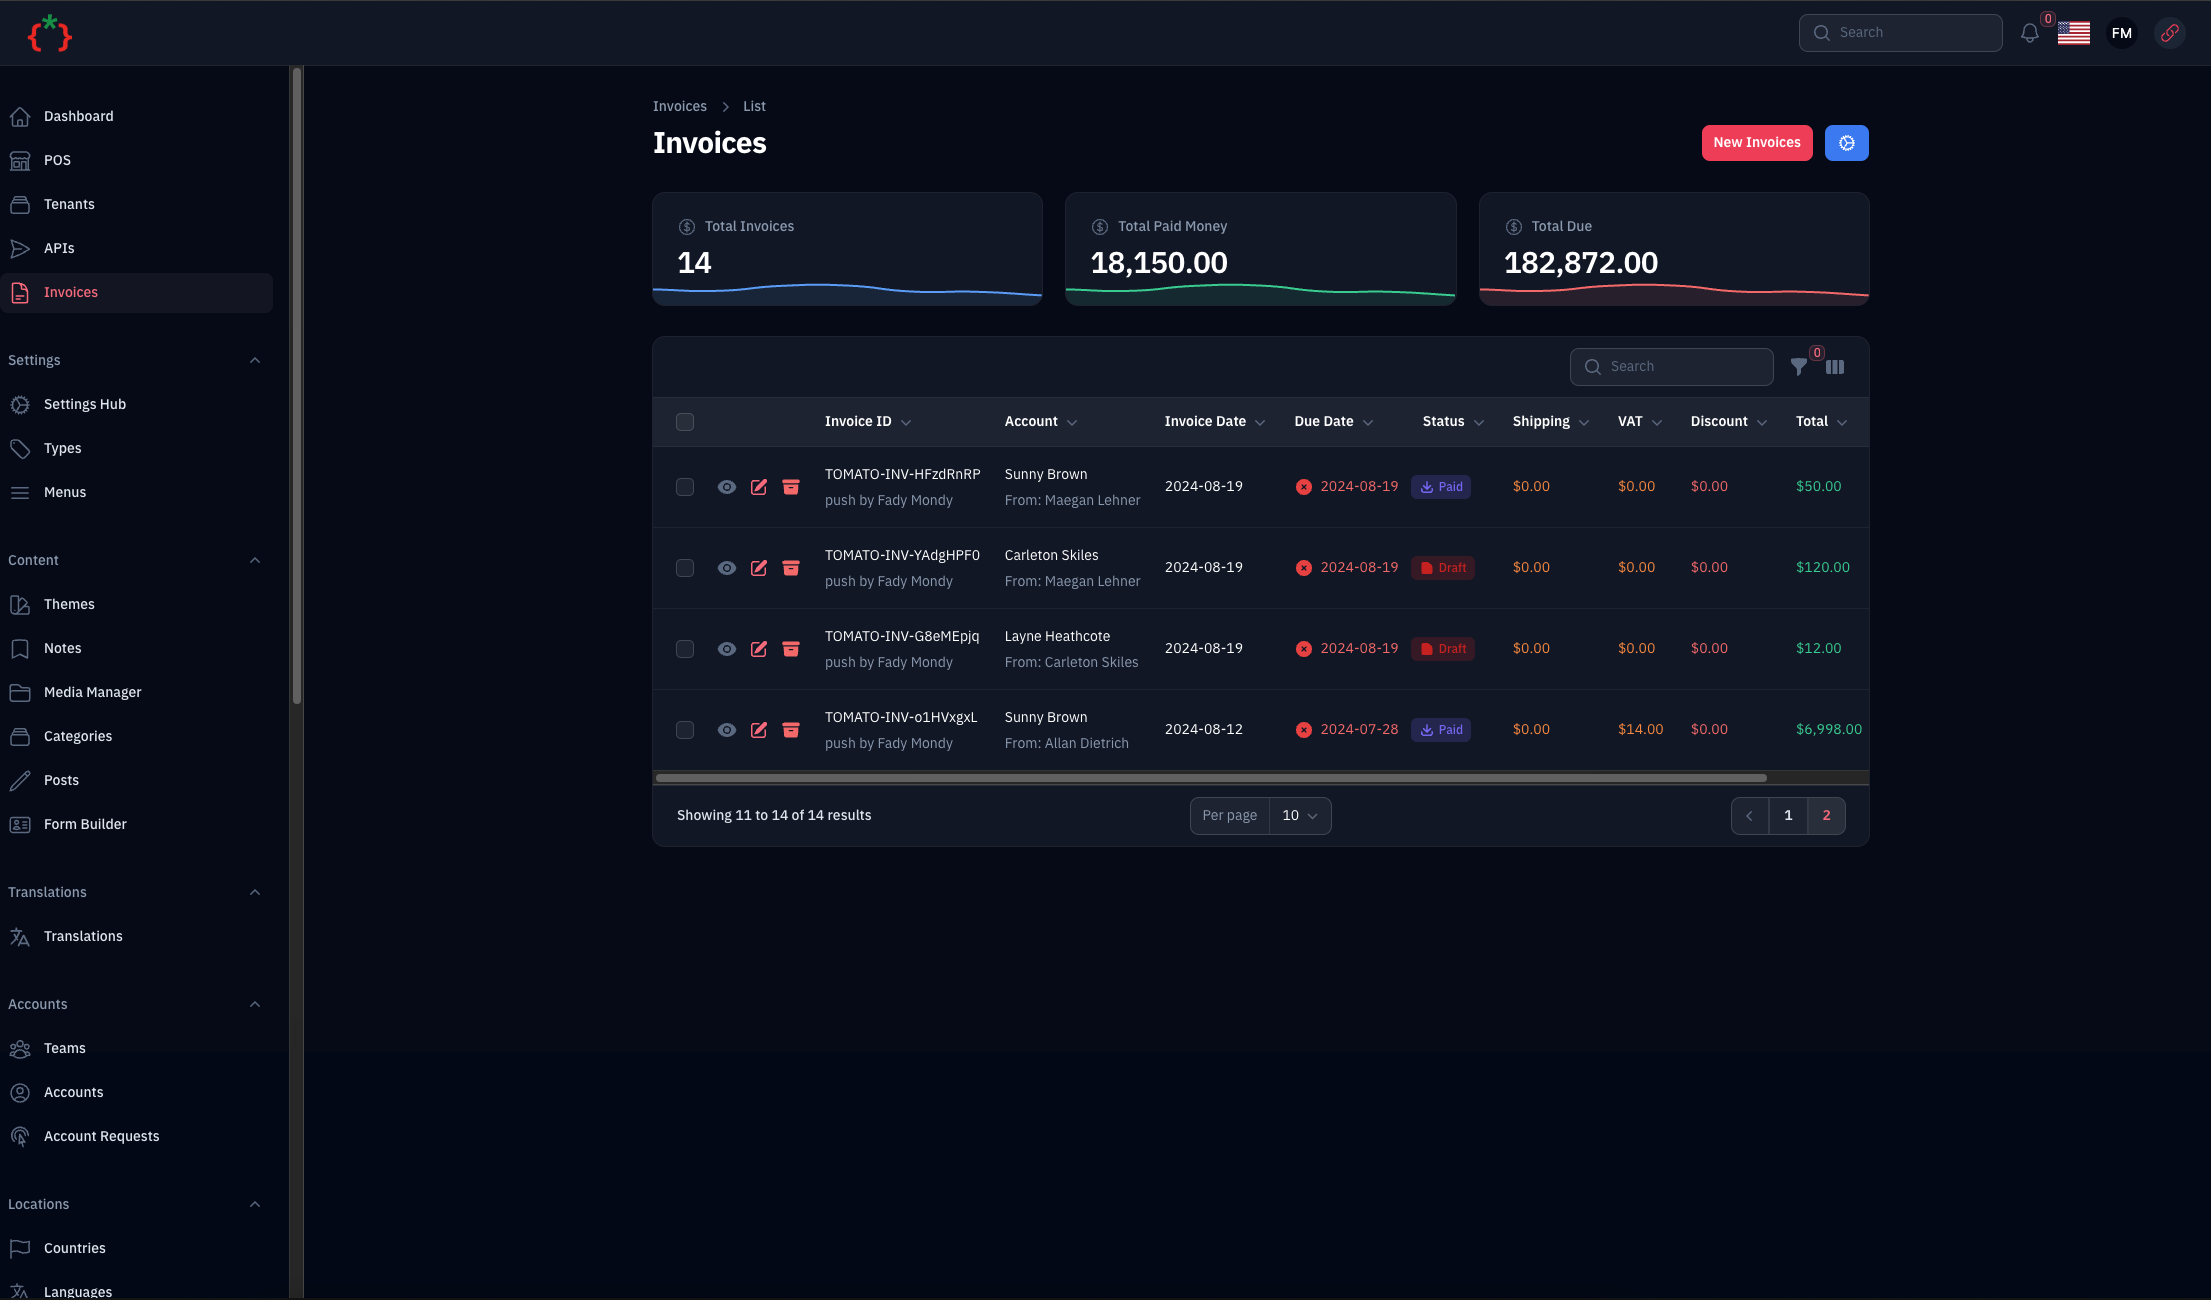 {*}
Search
0
FM
Dashboard
POS
Tenants
APIs
Invoices
Settings
Settings Hub
Types
Menus
Content
Themes
Notes
Media Manager
Categories
Posts
Form Builder
Translations
Translations
Accounts
Teams
Accounts
Account Requests
Locations
Countries
Languages
Invoices > List
Invoices
New Invoices
Total Invoices
14
Total Paid Money
18,150.00
Total Due
182,872.00
Search
0
Invoice ID Account Invoice Date Due Date Status Shipping VAT Discount Total
TOMATO-INV-HFzdRnRP Sunny Brown 2024-08-19 2024-08-19 Paid $0.00 $0.00 $0.00 $50.00
push by Fady Mondy From: Maegan Lehner
TOMATO-INV-YAdgHPF0 Carleton Skiles 2024-08-19 2024-08-19 Draft $0.00 $0.00 $0.00 $120.00
push by Fady Mondy From: Maegan Lehner
TOMATO-INV-G8eMEpjq Layne Heathcote 2024-08-19 2024-08-19 Draft $0.00 $0.00 $0.00 $12.00
push by Fady Mondy From: Carleton Skiles
TOMATO-INV-o1HVxgxL Sunny Brown 2024-08-12 2024-07-28 Paid $0.00 $14.00 $0.00 $6,998.00
push by Fady Mondy From: Allan Dietrich
Showing 11 to 14 of 14 results
Per page 10
1 2